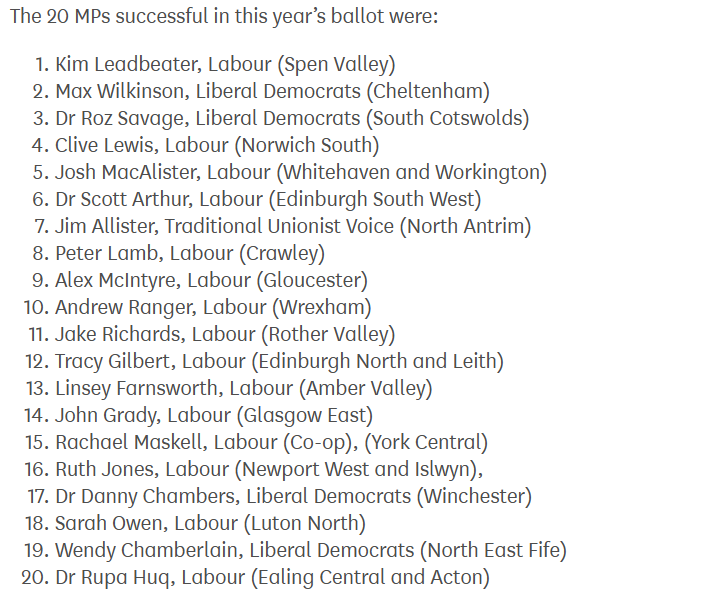 The 20 MPs successful in this year’s ballot were:
1. Kim Leadbeater, Labour (Spen Valley)
2. Max Wilkinson, Liberal Democrats (Cheltenham)
3. Dr Roz Savage, Liberal Democrats (South Cotswolds)
4. Clive Lewis, Labour (Norwich South)
5. Josh MacAlister, Labour (Whitehaven and Workington)
6. Dr Scott Arthur, Labour (Edinburgh South West)
7. Jim Allister, Traditional Unionist Voice (North Antrim)
8. Peter Lamb, Labour (Crawley)
9. Alex McIntyre, Labour (Gloucester)
10. Andrew Ranger, Labour (Wrexham)
11. Jake Richards, Labour (Rother Valley)
12. Tracy Gilbert, Labour (Edinburgh North and Leith)
13. Linsey Farnsworth, Labour (Amber Valley)
14. John Grady, Labour (Glasgow East)
15. Rachael Maskell, Labour (Co-op), (York Central)
16. Ruth Jones, Labour (Newport West and Islwyn),
17. Dr Danny Chambers, Liberal Democrats (Winchester)
18. Sarah Owen, Labour (Luton North)
19. Wendy Chamberlain, Liberal Democrats (North East Fife)
20. Dr Rupa Huq, Labour (Ealing Central and Acton)